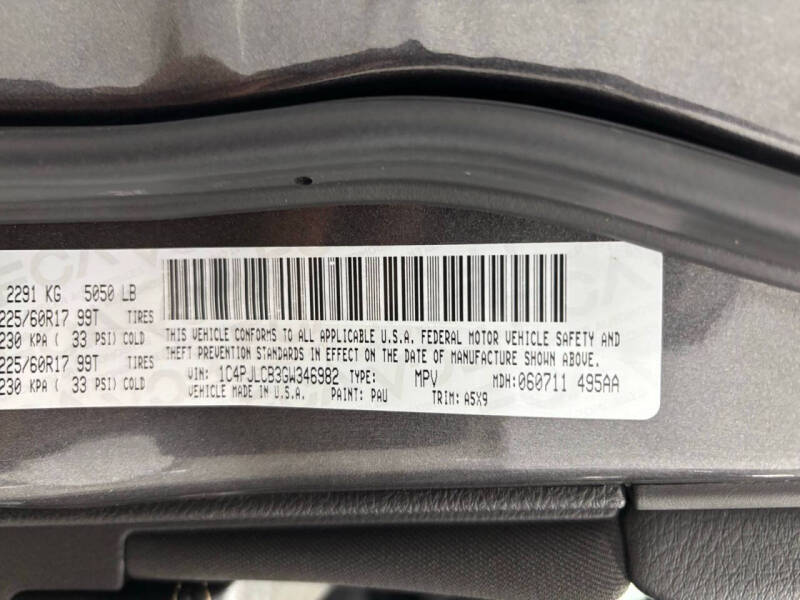 2291 KG 5050 LB
225/60R17 99T TIRES
230 KPA ( 33 PSI) COLD
225/60R17 99T TIRES
230 KPA ( 33 PSI) COLD
THIS VEHICLE CONFORMS TO ALL APPLICABLE U.S.A. FEDERAL MOTOR VEHICLE SAFETY AND
THEFT PREVENTION STANDARDS IN EFFECT ON THE DATE OF MANUFACTURE SHOWN ABOVE.
VIN: 1C4PJLCB3GW346982 TYPE: MPV MDH:060711 495AA
VEHICLE MADE IN U.S.A. PAINT: PAU TRIM: A5X9